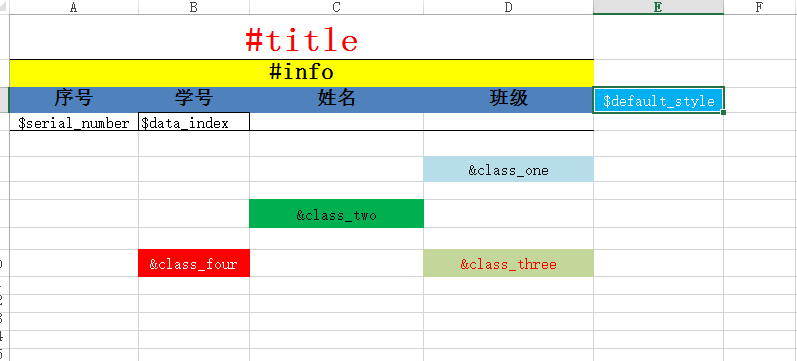 A B C D E F
#title
#info
序号 学号 姓名 班级 $default_style
$serial_number $data_index
&class_one
&class_two
&class_four &class_three